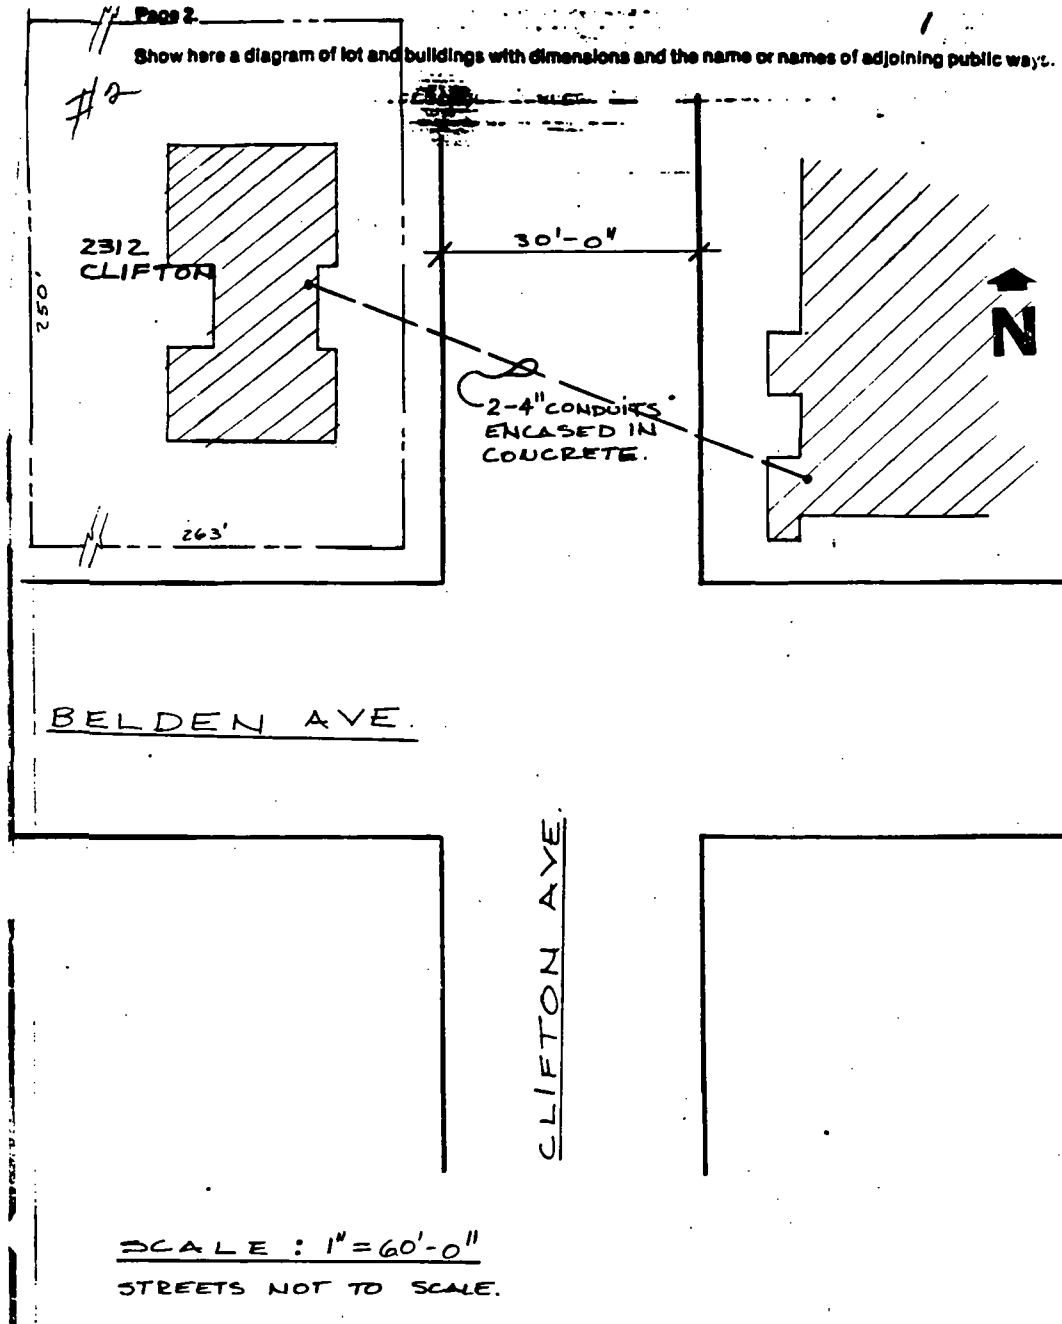 Page 2.
Show here a diagram of lot and buildings with dimensions and the name or names of adjoining public ways.
#2
2312
CLIFTON
250'
30'-0"
N
2-4" CONDUITS
ENCASED IN
CONCRETE.
263'
BELDEN AVE.
CLIFTON AVE.
SCALE : 1" = 60'-0"
STREETS NOT TO SCALE.